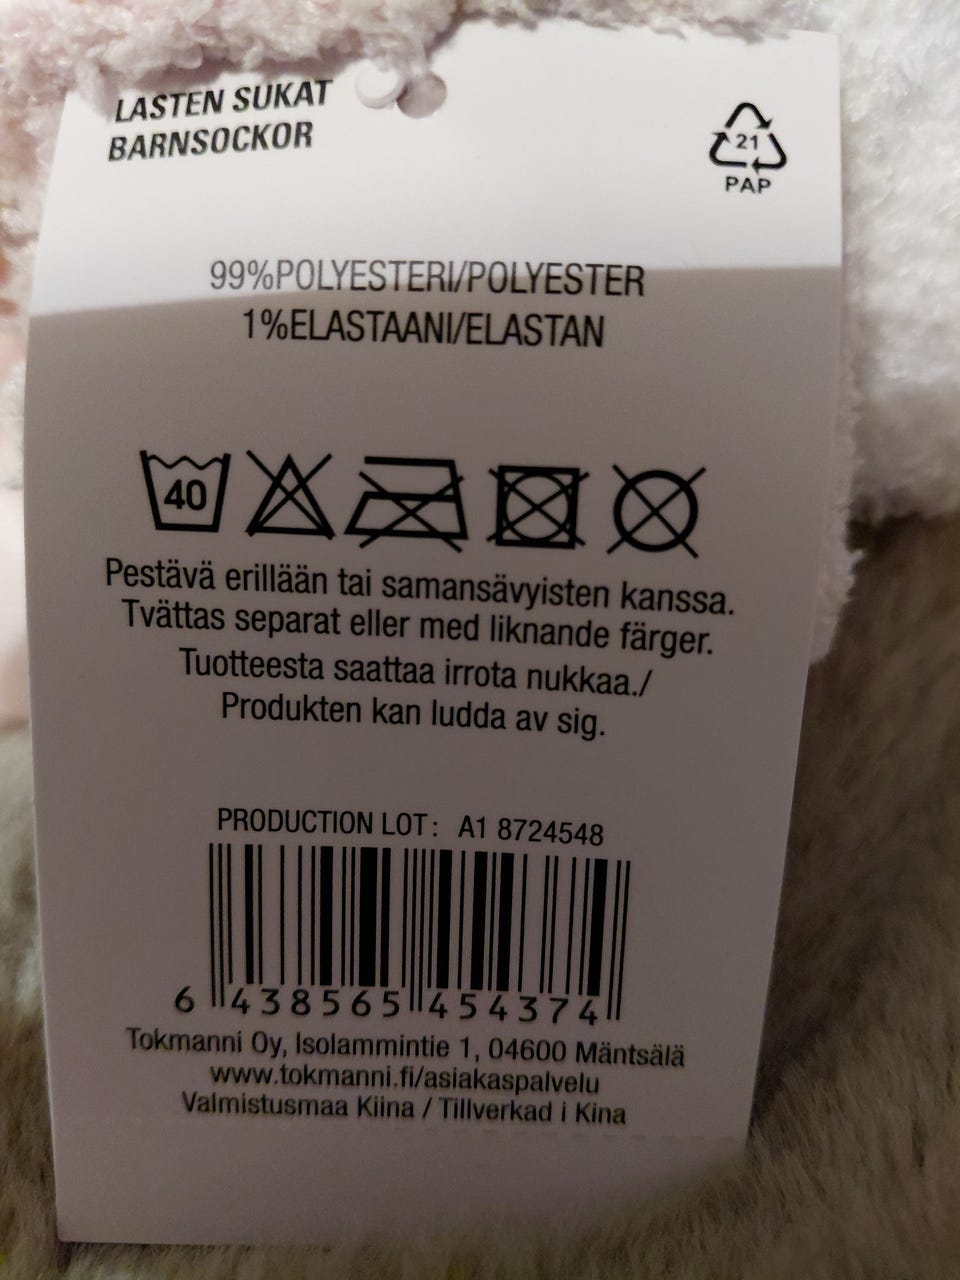 LASTEN SUKAT
BARNSOCKOR
21
PAP
99%POLYESTERI/POLYESTER
1%ELASTAANI/ELASTAN
40
Pestävä erillään tai samansävyisten kanssa.
Tvättas separat eller med liknande färger.
Tuotteesta saattaa irrota nukkaa./
Produkten kan ludda av sig.
PRODUCTION LOT: A1 8724548
6 438565 454374
Tokmanni Oy, Isolammintie 1, 04600 Mäntsälä
www.tokmanni.fi/asiakaspalvelu
Valmistusmaa Kiina / Tillverkad i Kina